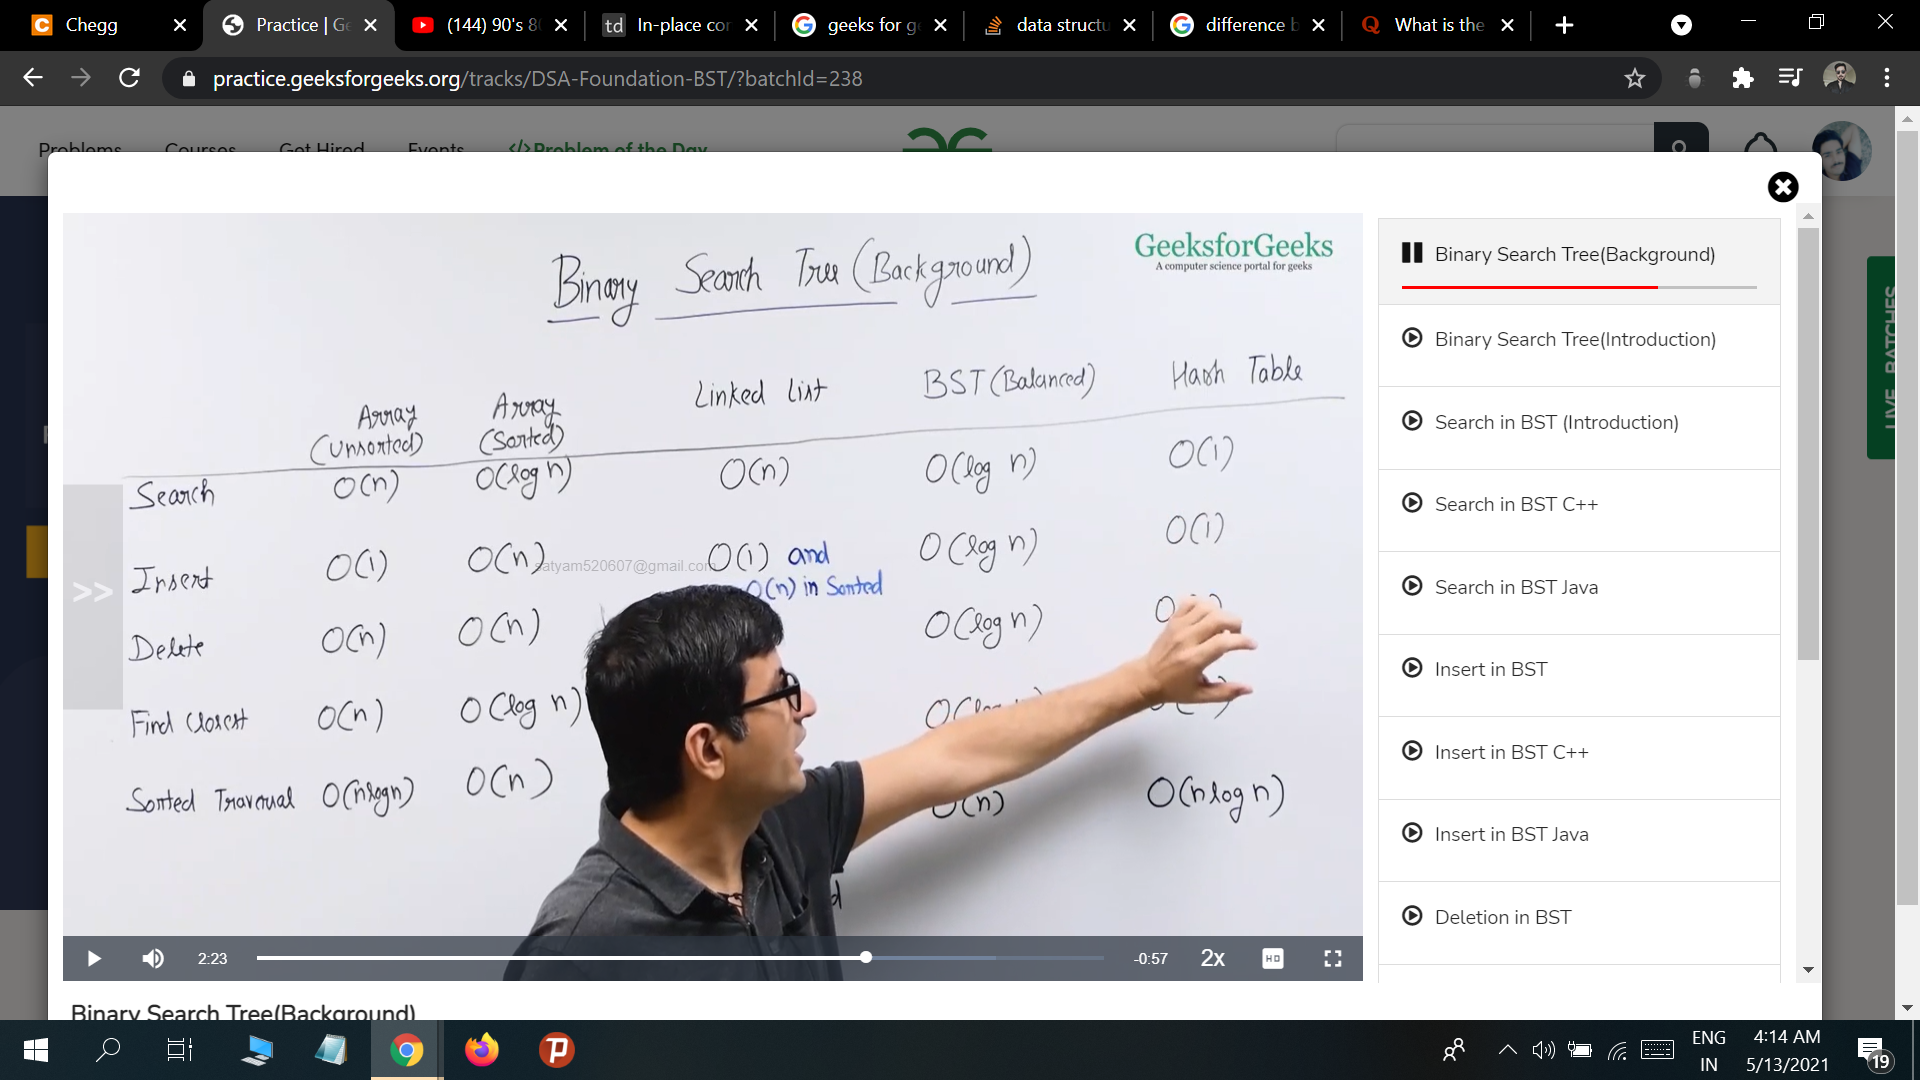 Chegg
Practice | Ge
(144) 90's 8
In-place cor
geeks for g
data structu
difference b
What is the
practice.geeksforgeeks.org/tracks/DSA-Foundation-BST/?batchId=238
Problems Courses Get Hired Events </> Problem of the Day
GeeksforGeeks
A computer science portal for geeks
Binary Search Tree (Background)
Array (Unsorted)
Array (Sorted)
Linked List
BST (Balanced)
Hash Table
Search O(n) O(log n) O(n) O(log n) O(1)
Insert O(1) O(n) O(1) and O(log n) O(1)
O(n) in Sorted
satyam520607@gmail.com
Delete O(n) O(n) O(log n)
Find Closest O(n) O(log n)
Sorted Traversal O(nlogn) O(n) O(n) O(nlog n)
>>
2:23
-0:57
2x
HD
Binary Search Tree(Background)
Binary Search Tree(Introduction)
Search in BST (Introduction)
Search in BST C++
Search in BST Java
Insert in BST
Insert in BST C++
Insert in BST Java
Deletion in BST
LIVE BATCHES
Binary Search Tree(Background)
ENG
IN
4:14 AM
5/13/2021
19